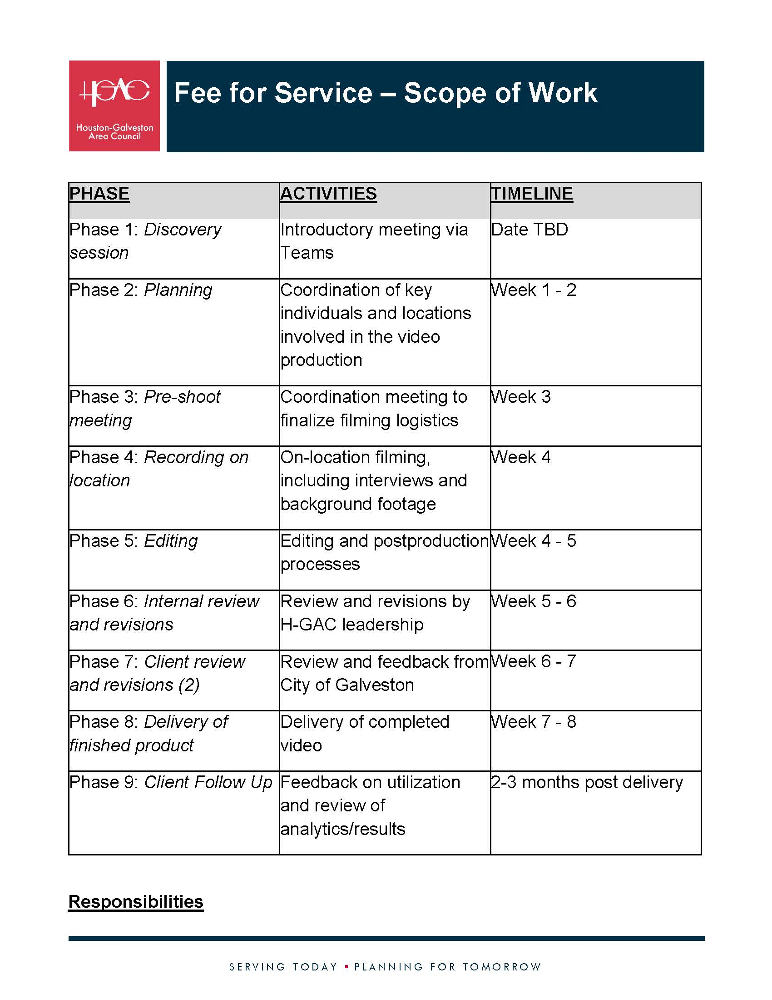 H-GAC
Houston-Galveston
Area Council
Fee for Service – Scope of Work
PHASE
ACTIVITIES
TIMELINE
Phase 1: Discovery
session
Introductory meeting via
Teams
Date TBD
Phase 2: Planning
Coordination of key
individuals and locations
involved in the video
production
Week 1 - 2
Phase 3: Pre-shoot
meeting
Coordination meeting to
finalize filming logistics
Week 3
Phase 4: Recording on
location
On-location filming,
including interviews and
background footage
Week 4
Phase 5: Editing
Editing and postproduction
processes
Week 4 - 5
Phase 6: Internal review
and revisions
Review and revisions by
H-GAC leadership
Week 5 - 6
Phase 7: Client review
and revisions (2)
Review and feedback from
City of Galveston
Week 6 - 7
Phase 8: Delivery of
finished product
Delivery of completed
video
Week 7 - 8
Phase 9: Client Follow Up
Feedback on utilization
and review of
analytics/results
2-3 months post delivery
Responsibilities
SERVING TODAY ▪ PLANNING FOR TOMORROW